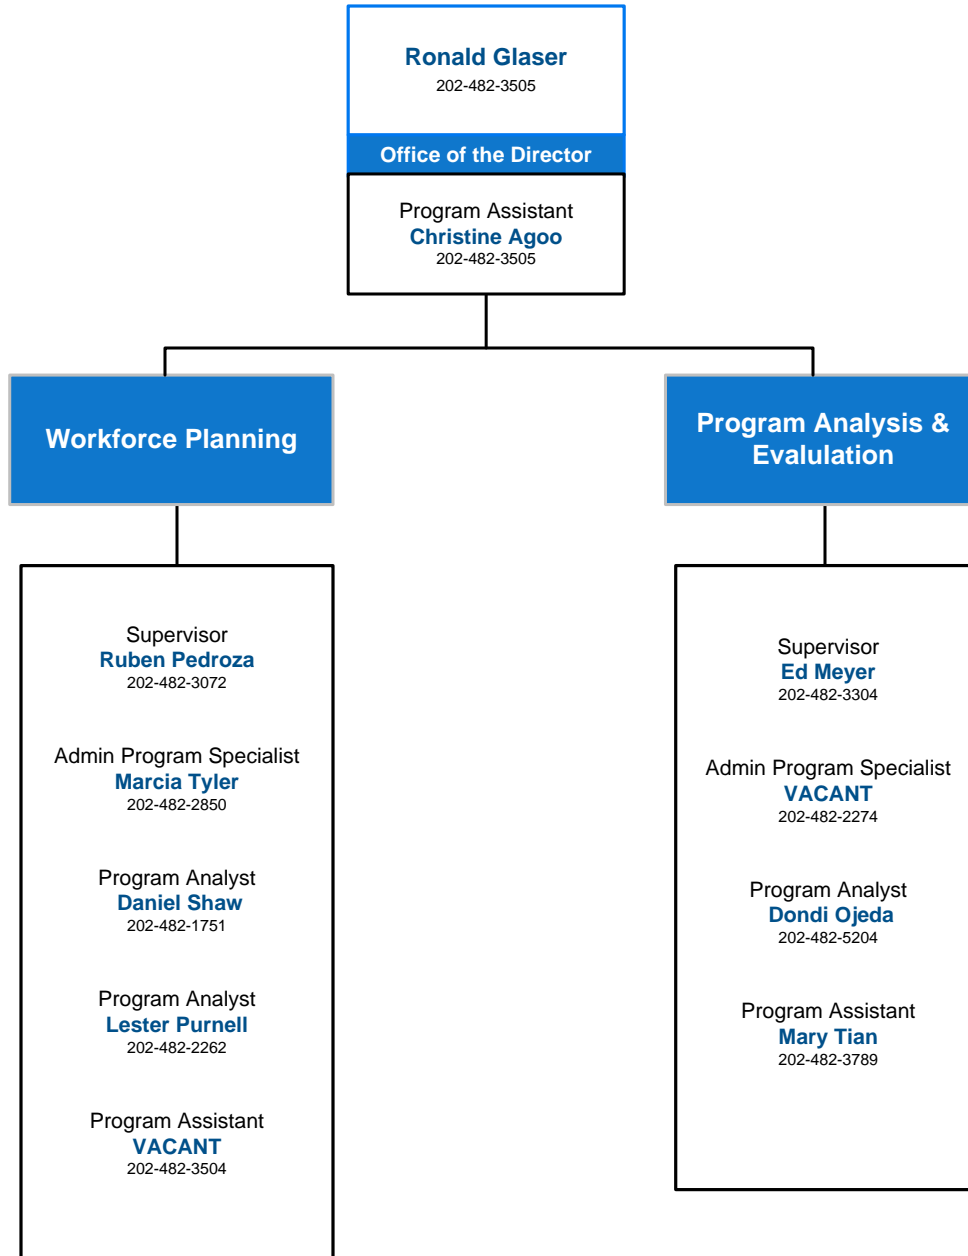 Ronald Glaser
202-482-3505
Office of the Director
Program Assistant
Christine Agoo
202-482-3505
Workforce Planning
Supervisor
Ruben Pedroza
202-482-3072
Admin Program Specialist
Marcia Tyler
202-482-2850
Program Analyst
Daniel Shaw
202-482-1751
Program Analyst
Lester Purnell
202-482-2262
Program Assistant
VACANT
202-482-3504
Program Analysis &
Evalulation
Supervisor
Ed Meyer
202-482-3304
Admin Program Specialist
VACANT
202-482-2274
Program Analyst
Dondi Ojeda
202-482-5204
Program Assistant
Mary Tian
202-482-3789